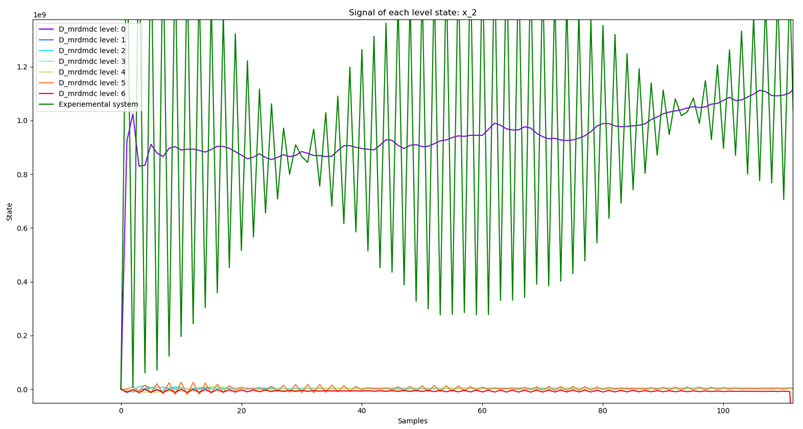 Signal of each level state: x_2
1e9
D_mrdmdc level: 0
D_mrdmdc level: 1
D_mrdmdc level: 2
D_mrdmdc level: 3
D_mrdmdc level: 4
D_mrdmdc level: 5
D_mrdmdc level: 6
Experiemental system
1.2
1.0
0.8
0.6
0.4
0.2
0.0
State
0 20 40 60 80 100
Samples